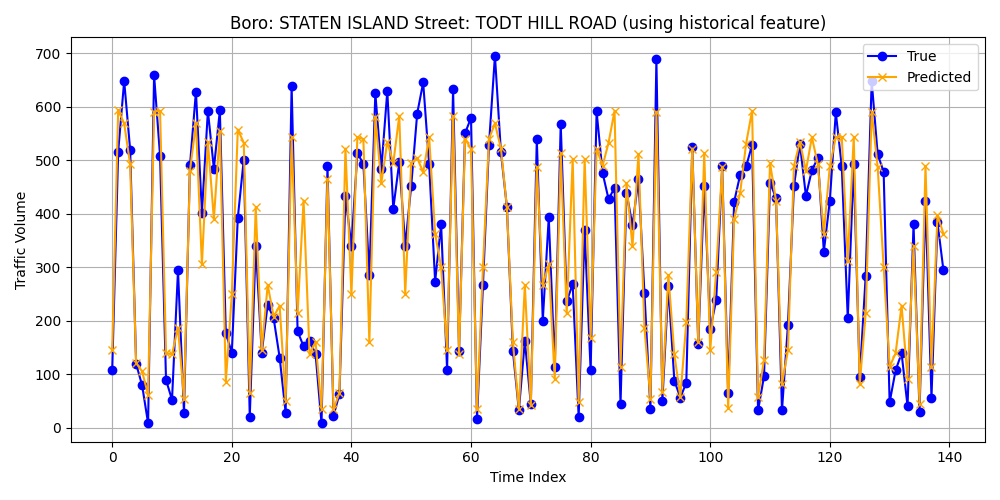 Boro: STATEN ISLAND Street: TODT HILL ROAD (using historical feature)
True
Predicted
Traffic Volume
700
600
500
400
300
200
100
0
0 20 40 60 80 100 120 140
Time Index